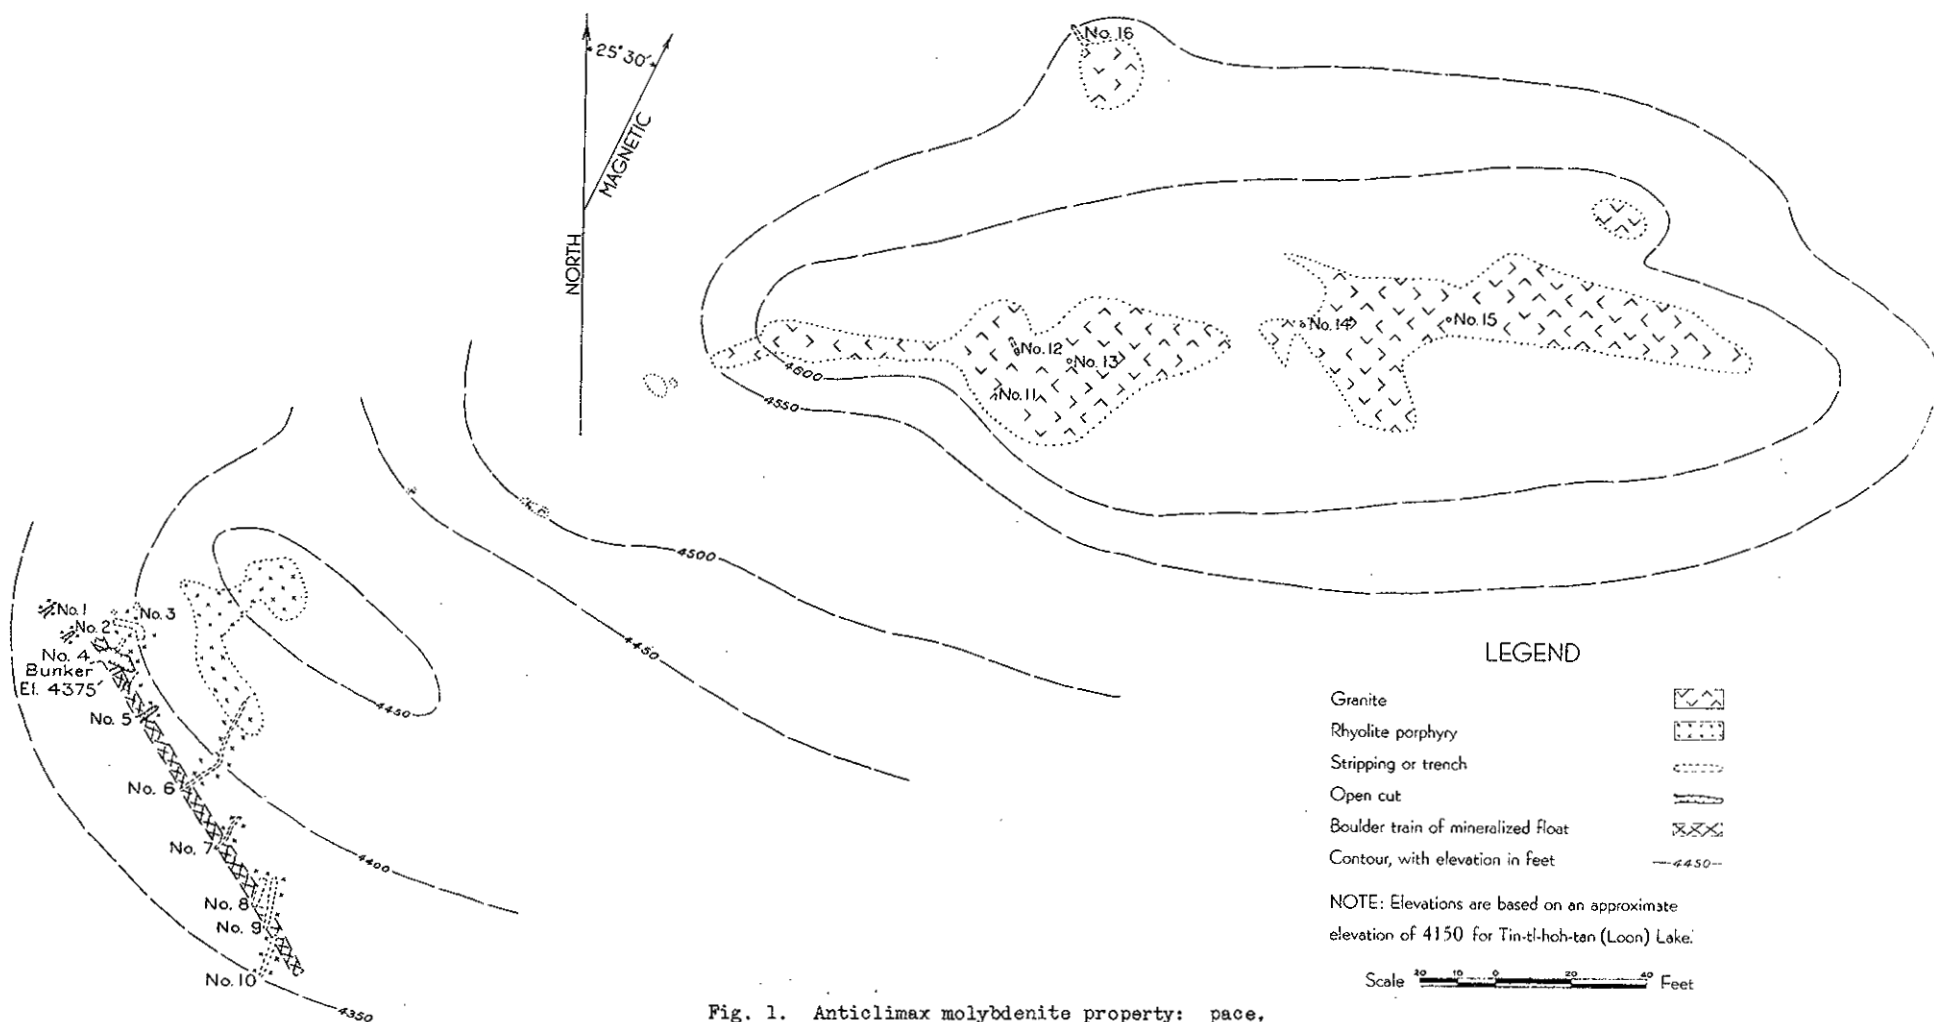 25° 30'
NORTH
MAGNETIC
No. 16
No. 12
No. 13
No. 11
No. 14
No. 15
4600
4550
4500
4450
4450
4400
4350
No. 1
No. 2
No. 3
No. 4
Bunker
El. 4375'
No. 5
No. 6
No. 7
No. 8
No. 9
No. 10
LEGEND
Granite
Rhyolite porphyry
Stripping or trench
Open cut
Boulder train of mineralized float
Contour, with elevation in feet
4450
NOTE: Elevations are based on an approximate
elevation of 4150 for Tin-tl-hoh-tan (Loon) Lake.
Scale 20 10 0 20 40 Feet
Fig. 1. Anticlimax molybdenite property: pace,